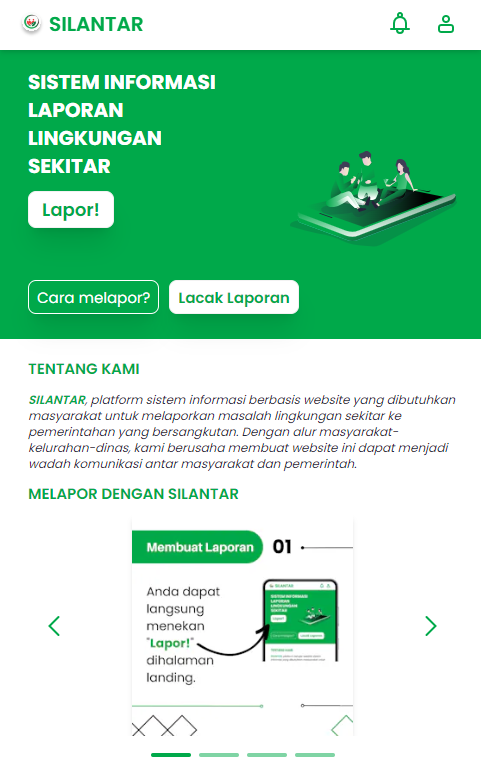 SILANTAR
SISTEM INFORMASI
LAPORAN
LINGKUNGAN
SEKITAR
Lapor!
Cara melapor?
Lacak Laporan
TENTANG KAMI
SILANTAR, platform sistem informasi berbasis website yang dibutuhkan
masyarakat untuk melaporkan masalah lingkungan sekitar ke
pemerintahan yang bersangkutan. Dengan alur masyarakat-
kelurahan-dinas, kami berusaha membuat website ini dapat menjadi
wadah komunikasi antar masyarakat dan pemerintah.
MELAPOR DENGAN SILANTAR
Membuat Laporan
01
Anda dapat
langsung
menekan
"Lapor!"
dihalaman
landing.
SILANTAR
SISTEM INFORMASI
LAPORAN
LINGKUNGAN
SEKITAR
Lapor!
Lacak Laporan
TENTANG KAMI